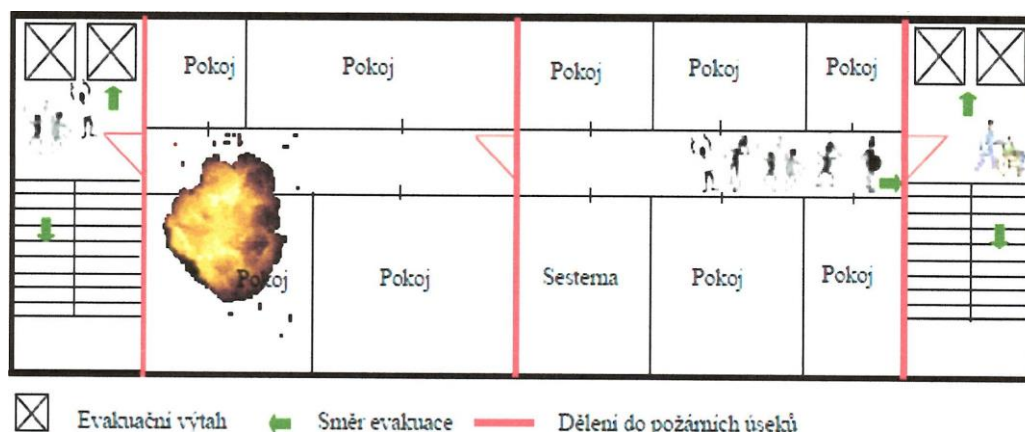 Pokoj Pokoj Pokoj Pokoj Pokoj
Pokoj Pokoj Sesterna Pokoj Pokoj
Evakuační výtah Směr evakuace Dělení do požárních úseků